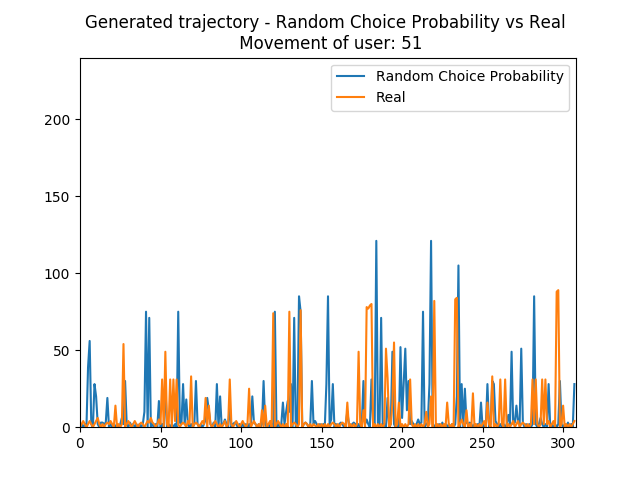 Generated trajectory - Random Choice Probability vs Real
Movement of user: 51
Random Choice Probability
Real
200
150
100
50
0
0 50 100 150 200 250 300